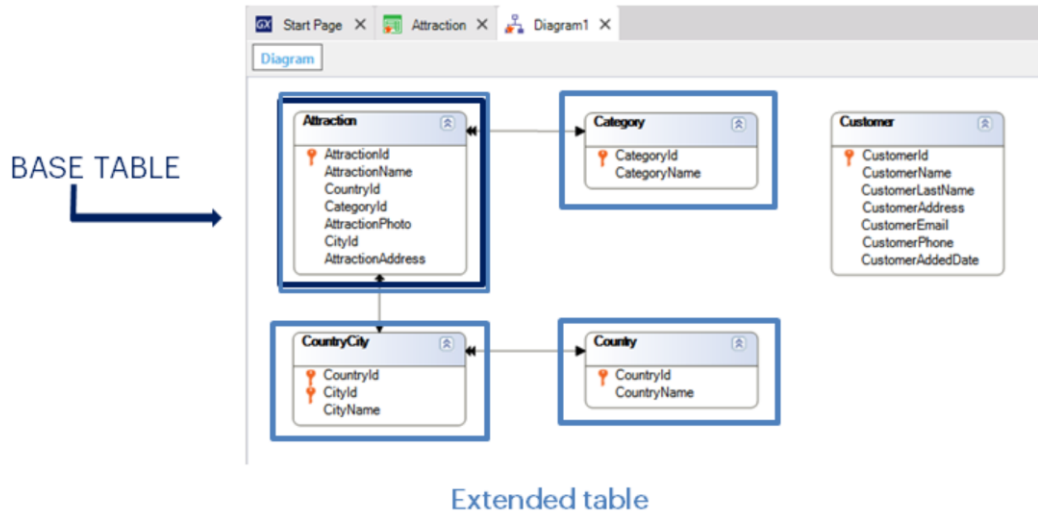 GX Start Page X Attraction X Diagram1 X
Diagram
BASE TABLE
Attraction
AttractionId
AttractionName
CountryId
CategoryId
AttractionPhoto
CityId
AttractionAddress
Category
CategoryId
CategoryName
Customer
CustomerId
CustomerName
CustomerLastName
CustomerAddress
CustomerEmail
CustomerPhone
CustomerAddedDate
CountryCity
CountryId
CityId
CityName
Country
CountryId
CountryName
Extended table